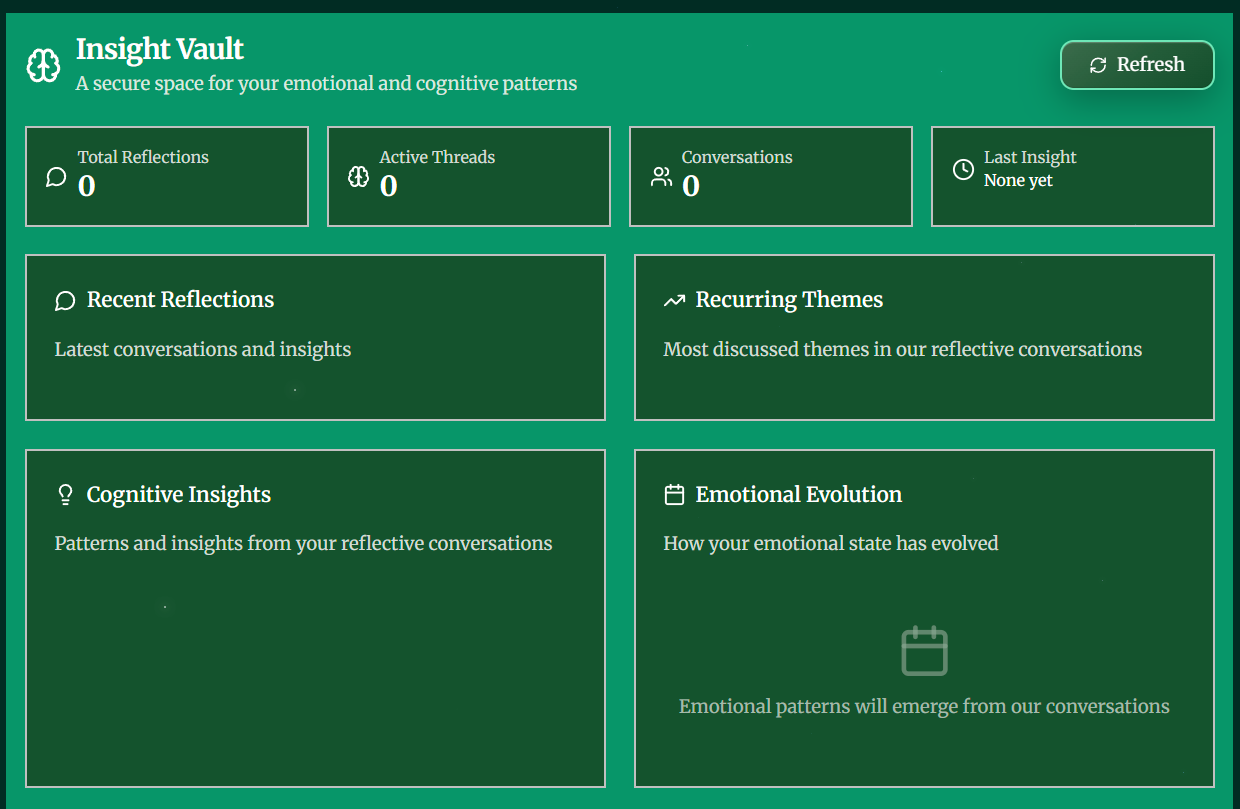 Insight Vault
A secure space for your emotional and cognitive patterns
Refresh
Total Reflections
0
Active Threads
0
Conversations
0
Last Insight
None yet
Recent Reflections
Latest conversations and insights
Recurring Themes
Most discussed themes in our reflective conversations
Cognitive Insights
Patterns and insights from your reflective conversations
Emotional Evolution
How your emotional state has evolved
Emotional patterns will emerge from our conversations